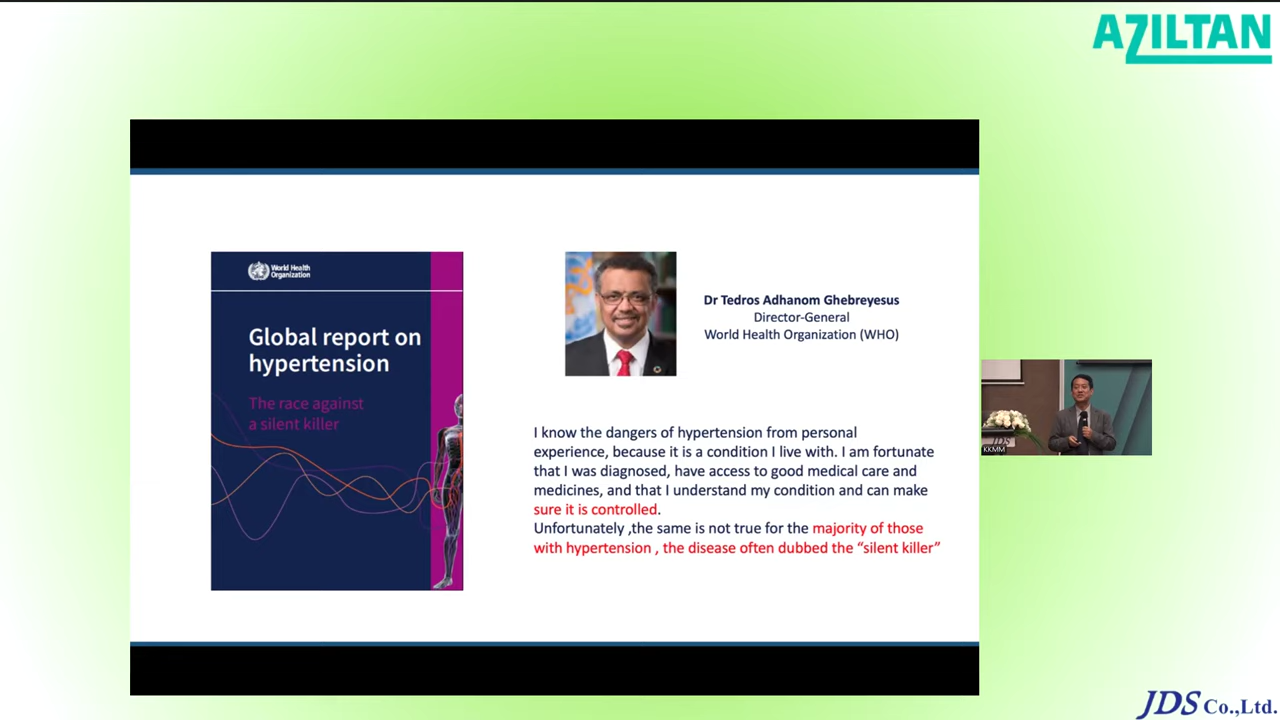 AZILTAN
World Health
Organization
Global report on
hypertension
The race against
a silent killer
Dr Tedros Adhanom Ghebreyesus
Director-General
World Health Organization (WHO)
I know the dangers of hypertension from personal
experience, because it is a condition I live with. I am fortunate
that I was diagnosed, have access to good medical care and
medicines, and that I understand my condition and can make
sure it is controlled.
Unfortunately ,the same is not true for the majority of those
with hypertension , the disease often dubbed the “silent killer”
JDS
KKMM
JDS Co.,Ltd.